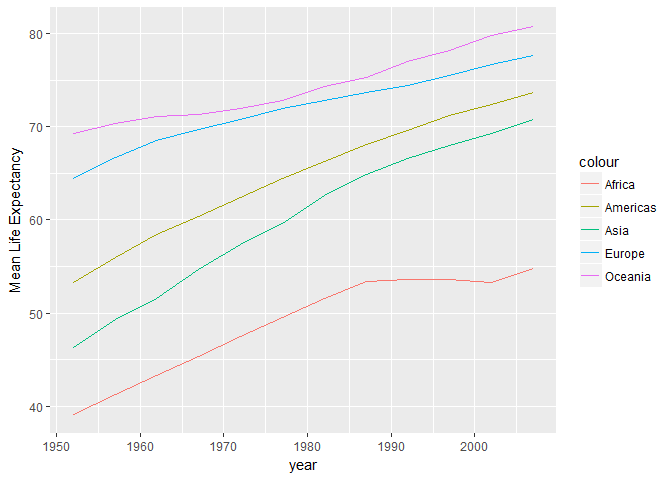 80
70
60
50
40
Mean Life Expectancy
1950 1960 1970 1980 1990 2000
year
colour
Africa
Americas
Asia
Europe
Oceania